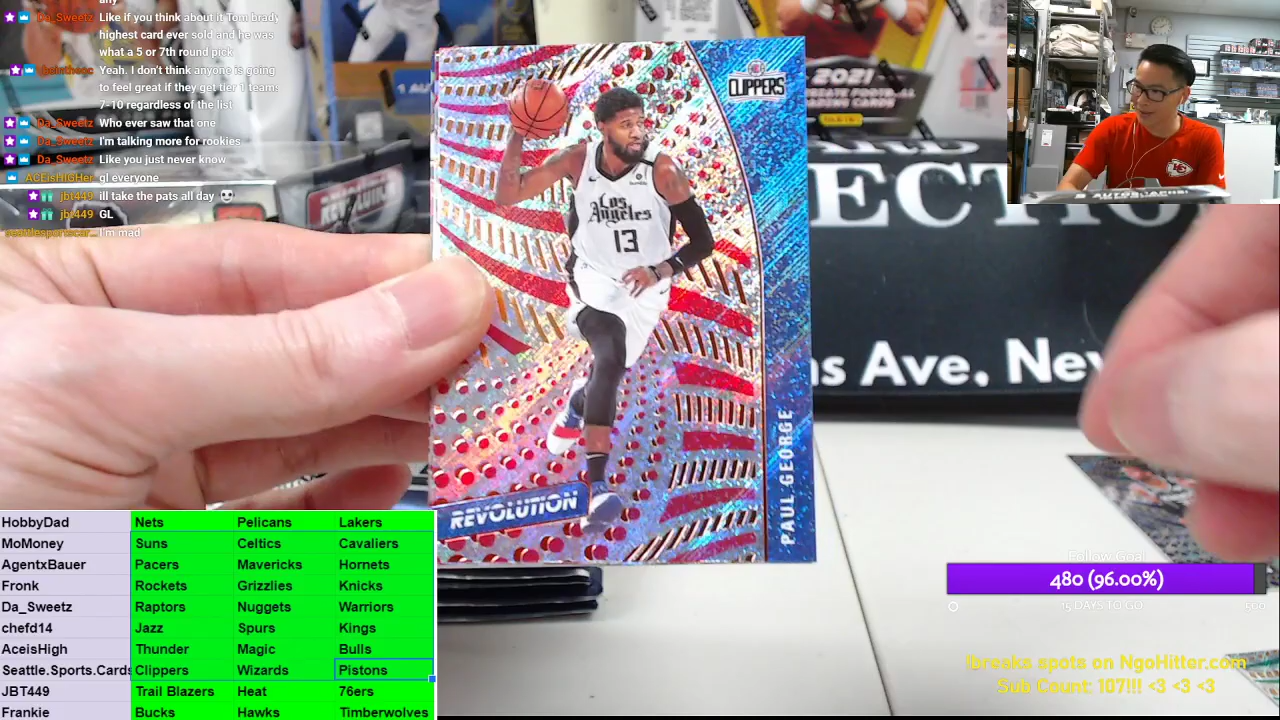 any
Da_Sweetz Like if you think about it Tom brady
highest card ever sold and he was
what a 5 or 7th round pick
Yeah. I don't think anyone is going
to feel great if they get tier 1 teams
7-10 regardless of the list
Da_Sweetz Who ever saw that one
Da_Sweetz I'm talking more for rookies
Da_Sweetz Like you just never know
ACEisHIGHer gl everyone
jbt449 ill take the pats all day
jbt449 GL
seattlesportscar... I'm mad
CLIPPERS
Los
Angeles
13
REVOLUTION
PAUL GEORGE
2021
ECTIO
ns Ave, New
HobbyDad Nets Pelicans Lakers
MoMoney Suns Celtics Cavaliers
AgentxBauer Pacers Mavericks Hornets
Fronk Rockets Grizzlies Knicks
Da_Sweetz Raptors Nuggets Warriors
chefd14 Jazz Spurs Kings
AceisHigh Thunder Magic Bulls
Seattle.Sports.Cards Clippers Wizards Pistons
JBT449 Trail Blazers Heat 76ers
Frankie Bucks Hawks Timberwolves
Follow Goal
480 (96.00%)
0 15 DAYS TO GO 500
!breaks spots on NgoHitter.com
Sub Count: 107!!! <3 <3 <3